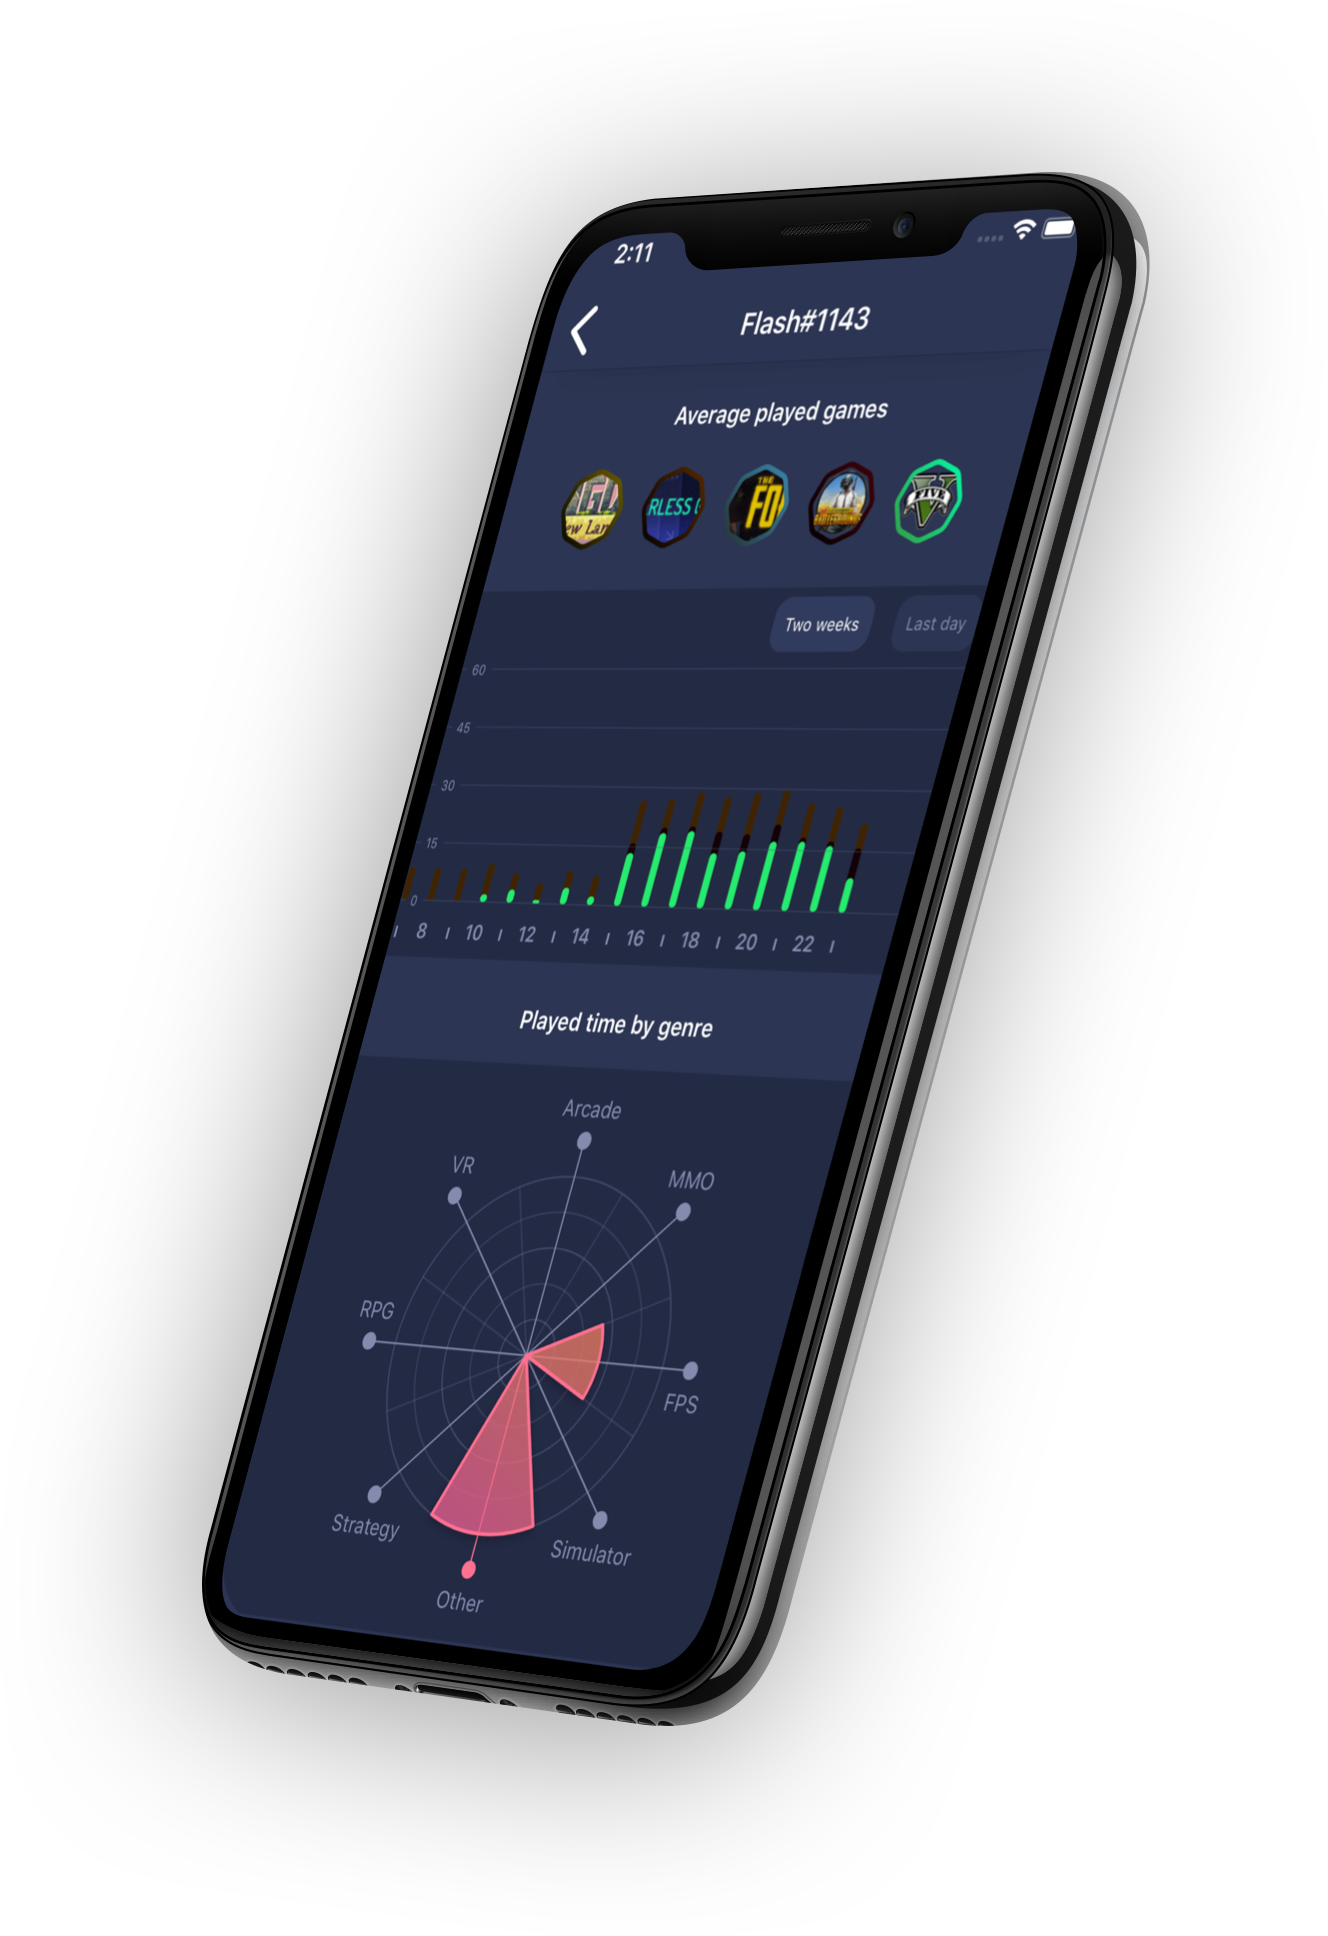 2:11
Flash#1143
Average played games
RLESS
THE
FO
FIVE
V
Two weeks
Last day
60
45
30
15
0
8 10 12 14 16 18 20 22
Played time by genre
Arcade
VR
MMO
RPG
FPS
Strategy
Simulator
Other